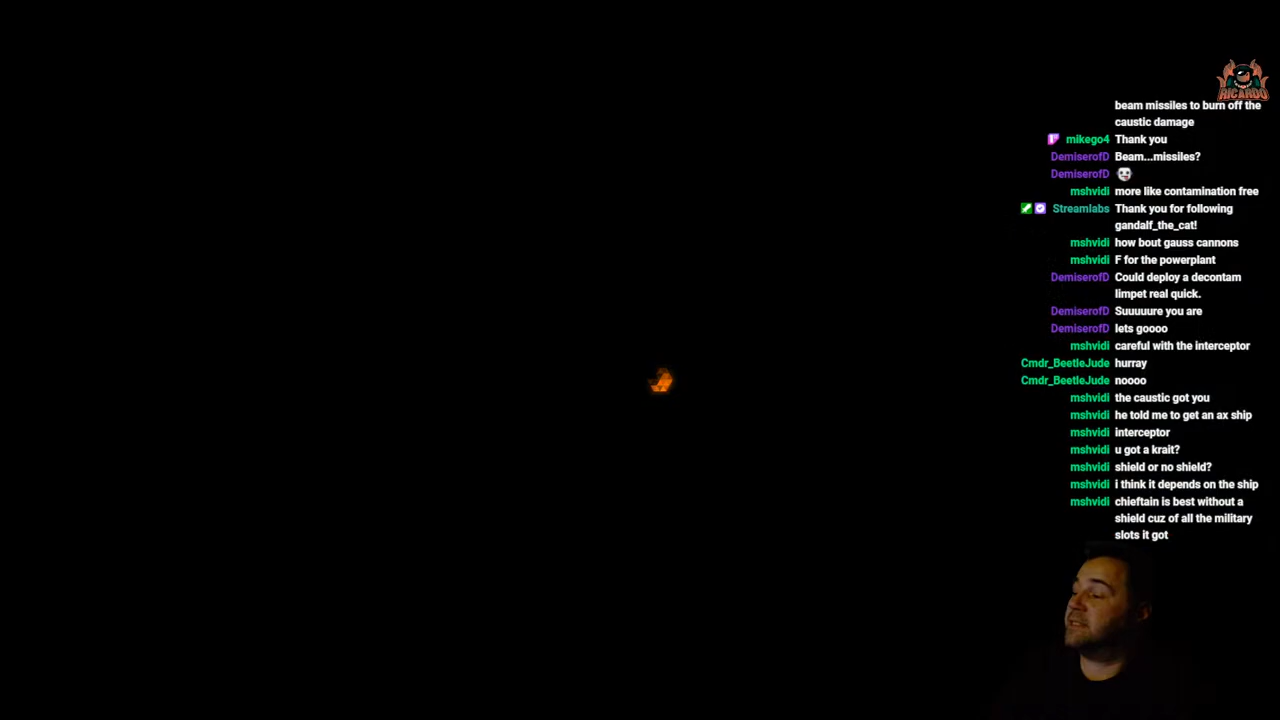 RICARDO
beam missiles to burn off the
caustic damage
mikego4 Thank you
DemiserofD Beam...missiles?
DemiserofD
mshvidi more like contamination free
Streamlabs Thank you for following
gandalf_the_cat!
mshvidi how bout gauss cannons
mshvidi F for the powerplant
DemiserofD Could deploy a decontam
limpet real quick.
DemiserofD Suuuuure you are
DemiserofD lets goooo
mshvidi careful with the interceptor
Cmdr_BeetleJude hurray
Cmdr_BeetleJude noooo
mshvidi the caustic got you
mshvidi he told me to get an ax ship
mshvidi interceptor
mshvidi u got a krait?
mshvidi shield or no shield?
mshvidi i think it depends on the ship
mshvidi chieftain is best without a
shield cuz of all the military
slots it got